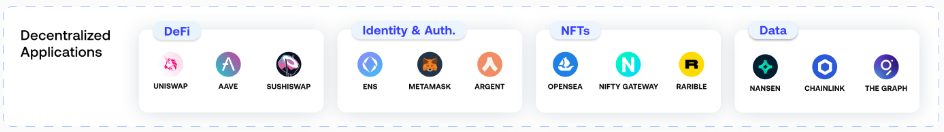 Decentralized
Applications
DeFi
UNISWAP
AAVE
SUSHISWAP
Identity & Auth.
ENS
METAMASK
ARGENT
NFTs
OPENSEA
NIFTY GATEWAY
RARIBLE
Data
NANSEN
CHAINLINK
THE GRAPH